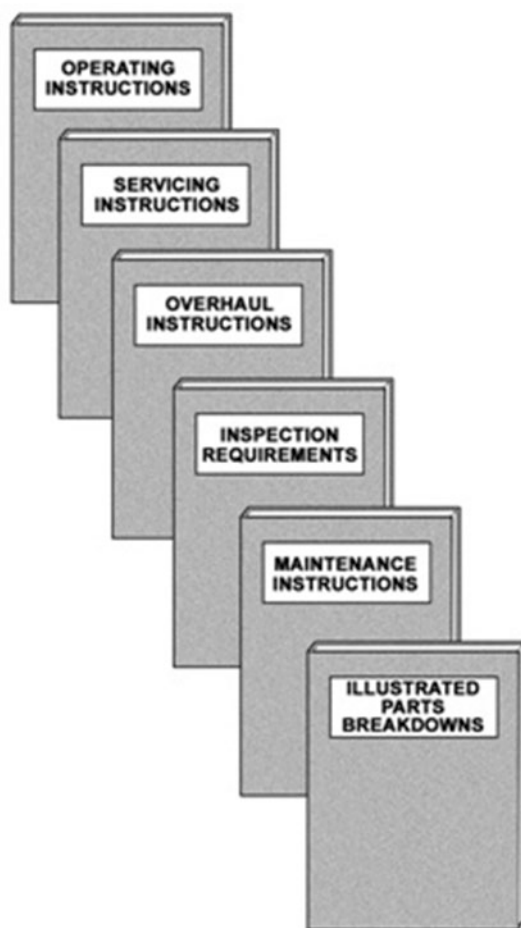 OPERATING
INSTRUCTIONS
SERVICING
INSTRUCTIONS
OVERHAUL
INSTRUCTIONS
INSPECTION
REQUIREMENTS
MAINTENANCE
INSTRUCTIONS
ILLUSTRATED
PARTS
BREAKDOWNS